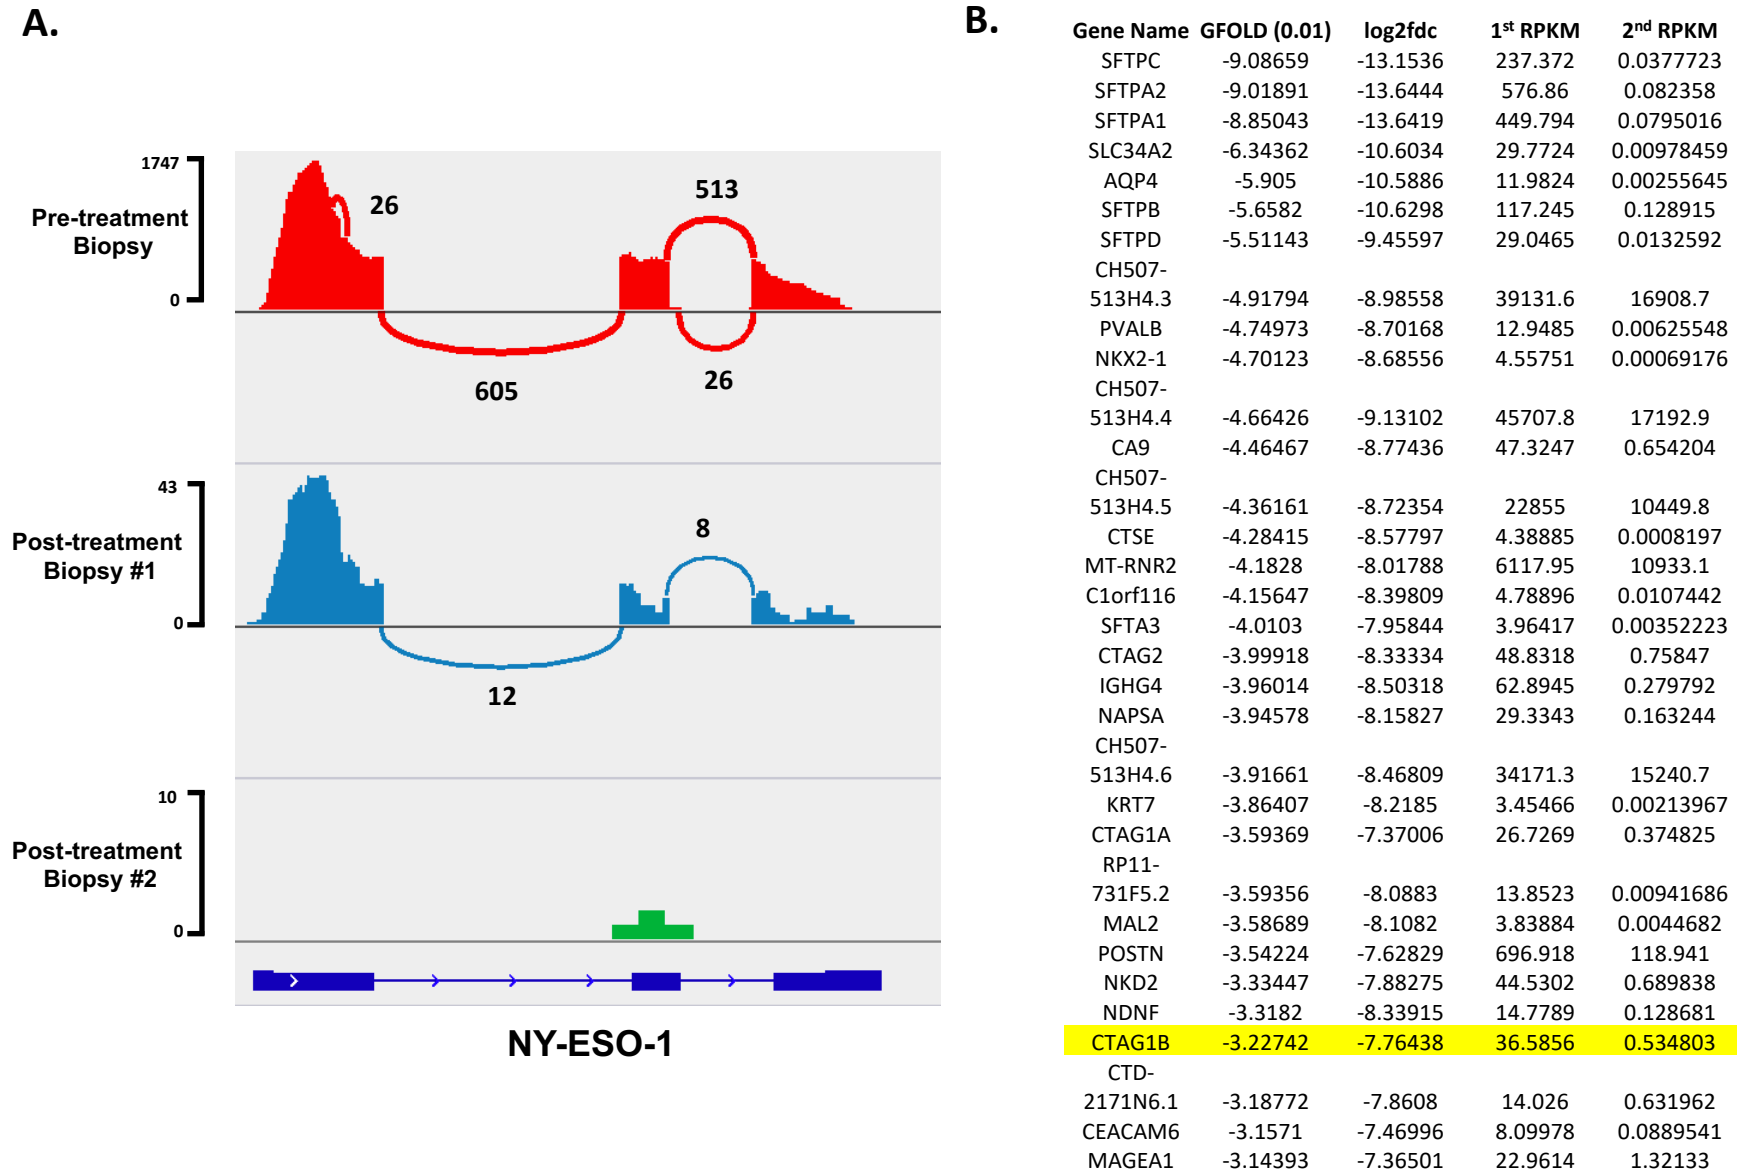 A.
1747
Pre-treatment
Biopsy
0
26
513
605
26
43
Post-treatment
Biopsy #1
0
8
12
10
Post-treatment
Biopsy #2
0
NY-ESO-1
B.
Gene Name GFOLD (0.01) log2fdc 1st RPKM 2nd RPKM
SFTPC -9.08659 -13.1536 237.372 0.0377723
SFTPA2 -9.01891 -13.6444 576.86 0.082358
SFTPA1 -8.85043 -13.6419 449.794 0.0795016
SLC34A2 -6.34362 -10.6034 29.7724 0.00978459
AQP4 -5.905 -10.5886 11.9824 0.00255645
SFTPB -5.6582 -10.6298 117.245 0.128915
SFTPD -5.51143 -9.45597 29.0465 0.0132592
CH507-
513H4.3 -4.91794 -8.98558 39131.6 16908.7
PVALB -4.74973 -8.70168 12.9485 0.00625548
NKX2-1 -4.70123 -8.68556 4.55751 0.00069176
CH507-
513H4.4 -4.66426 -9.13102 45707.8 17192.9
CA9 -4.46467 -8.77436 47.3247 0.654204
CH507-
513H4.5 -4.36161 -8.72354 22855 10449.8
CTSE -4.28415 -8.57797 4.38885 0.0008197
MT-RNR2 -4.1828 -8.01788 6117.95 10933.1
C1orf116 -4.15647 -8.39809 4.78896 0.0107442
SFTA3 -4.0103 -7.95844 3.96417 0.00352223
CTAG2 -3.99918 -8.33334 48.8318 0.75847
IGHG4 -3.96014 -8.50318 62.8945 0.279792
NAPSA -3.94578 -8.15827 29.3343 0.163244
CH507-
513H4.6 -3.91661 -8.46809 34171.3 15240.7
KRT7 -3.86407 -8.2185 3.45466 0.00213967
CTAG1A -3.59369 -7.37006 26.7269 0.374825
RP11-
731F5.2 -3.59356 -8.0883 13.8523 0.00941686
MAL2 -3.58689 -8.1082 3.83884 0.0044682
POSTN -3.54224 -7.62829 696.918 118.941
NKD2 -3.33447 -7.88275 44.5302 0.689838
NDNF -3.3182 -8.33915 14.7789 0.128681
CTAG1B -3.22742 -7.76438 36.5856 0.534803
CTD-
2171N6.1 -3.18772 -7.8608 14.026 0.631962
CEACAM6 -3.1571 -7.46996 8.09978 0.0889541
MAGEA1 -3.14393 -7.36501 22.9614 1.32133